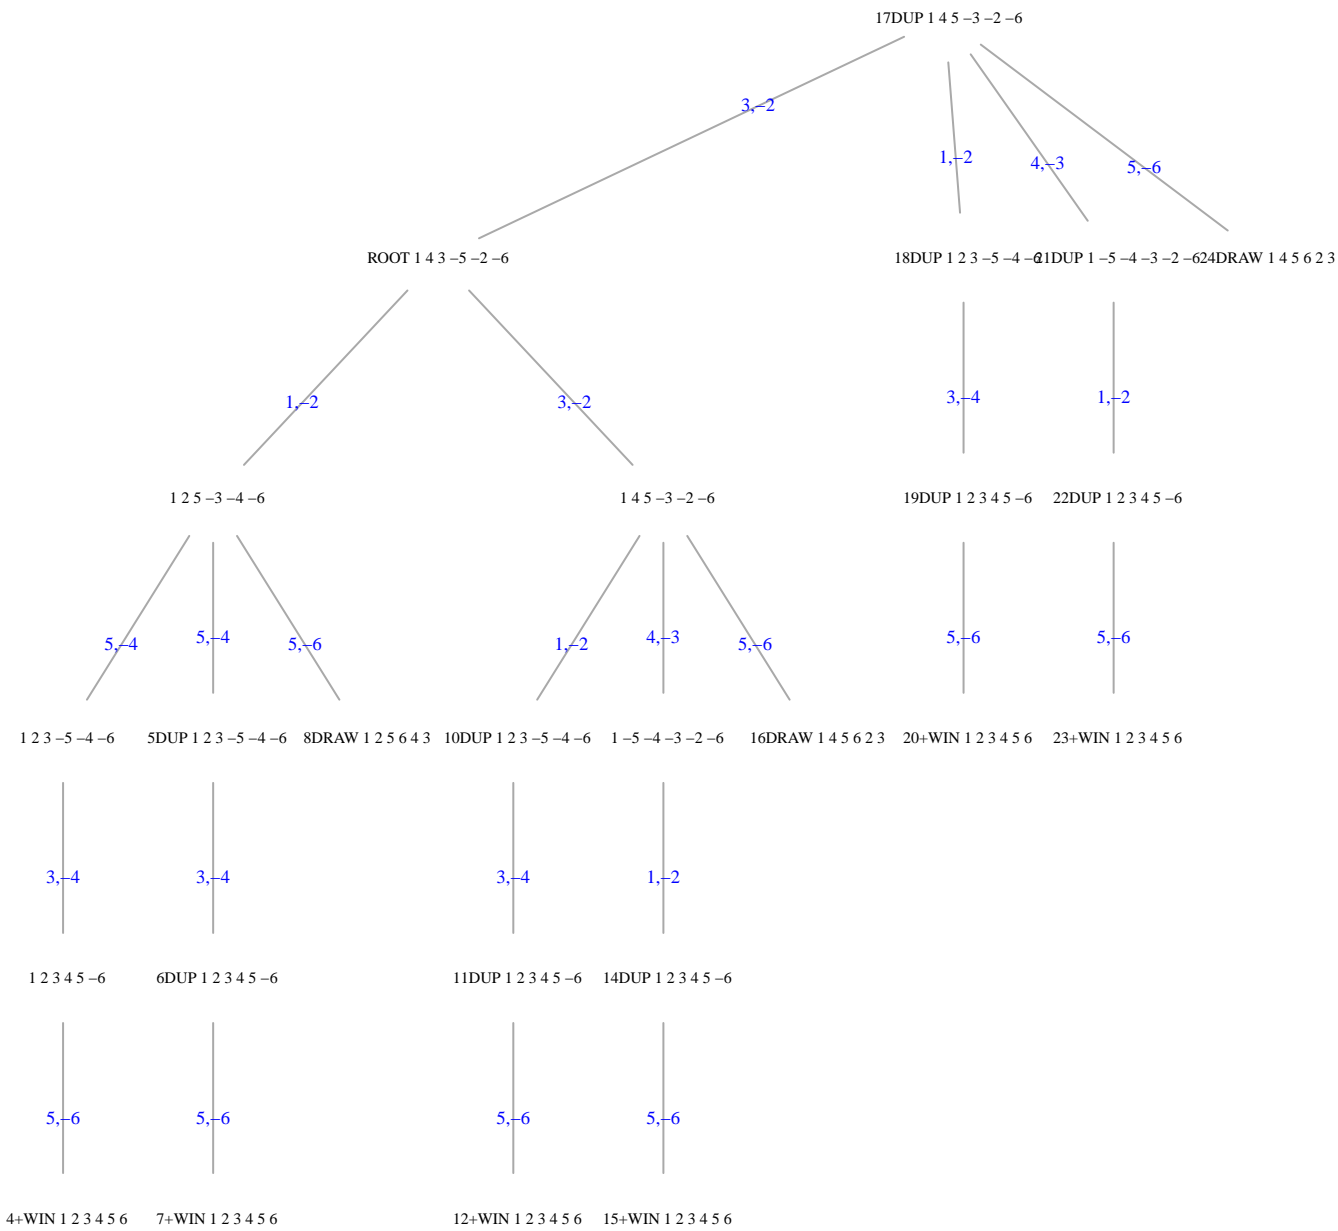 17DUP 1 4 5 –3 –2 –6
3,–2
1,–2
4,–3
5,–6
ROOT 1 4 3 –5 –2 –6
18DUP 1 2 3 –5 –4 –6
21DUP 1 –5 –4 –3 –2 –6
24DRAW 1 4 5 6 2 3
1,–2
3,–2
3,–4
1,–2
1 2 5 –3 –4 –6
1 4 5 –3 –2 –6
19DUP 1 2 3 4 5 –6
22DUP 1 2 3 4 5 –6
5,–4
5,–4
5,–6
1,–2
4,–3
5,–6
5,–6
5,–6
1 2 3 –5 –4 –6
5DUP 1 2 3 –5 –4 –6
8DRAW 1 2 5 6 4 3
10DUP 1 2 3 –5 –4 –6
1 –5 –4 –3 –2 –6
16DRAW 1 4 5 6 2 3
20+WIN 1 2 3 4 5 6
23+WIN 1 2 3 4 5 6
3,–4
3,–4
3,–4
1,–2
1 2 3 4 5 –6
6DUP 1 2 3 4 5 –6
11DUP 1 2 3 4 5 –6
14DUP 1 2 3 4 5 –6
5,–6
5,–6
5,–6
5,–6
4+WIN 1 2 3 4 5 6
7+WIN 1 2 3 4 5 6
12+WIN 1 2 3 4 5 6
15+WIN 1 2 3 4 5 6